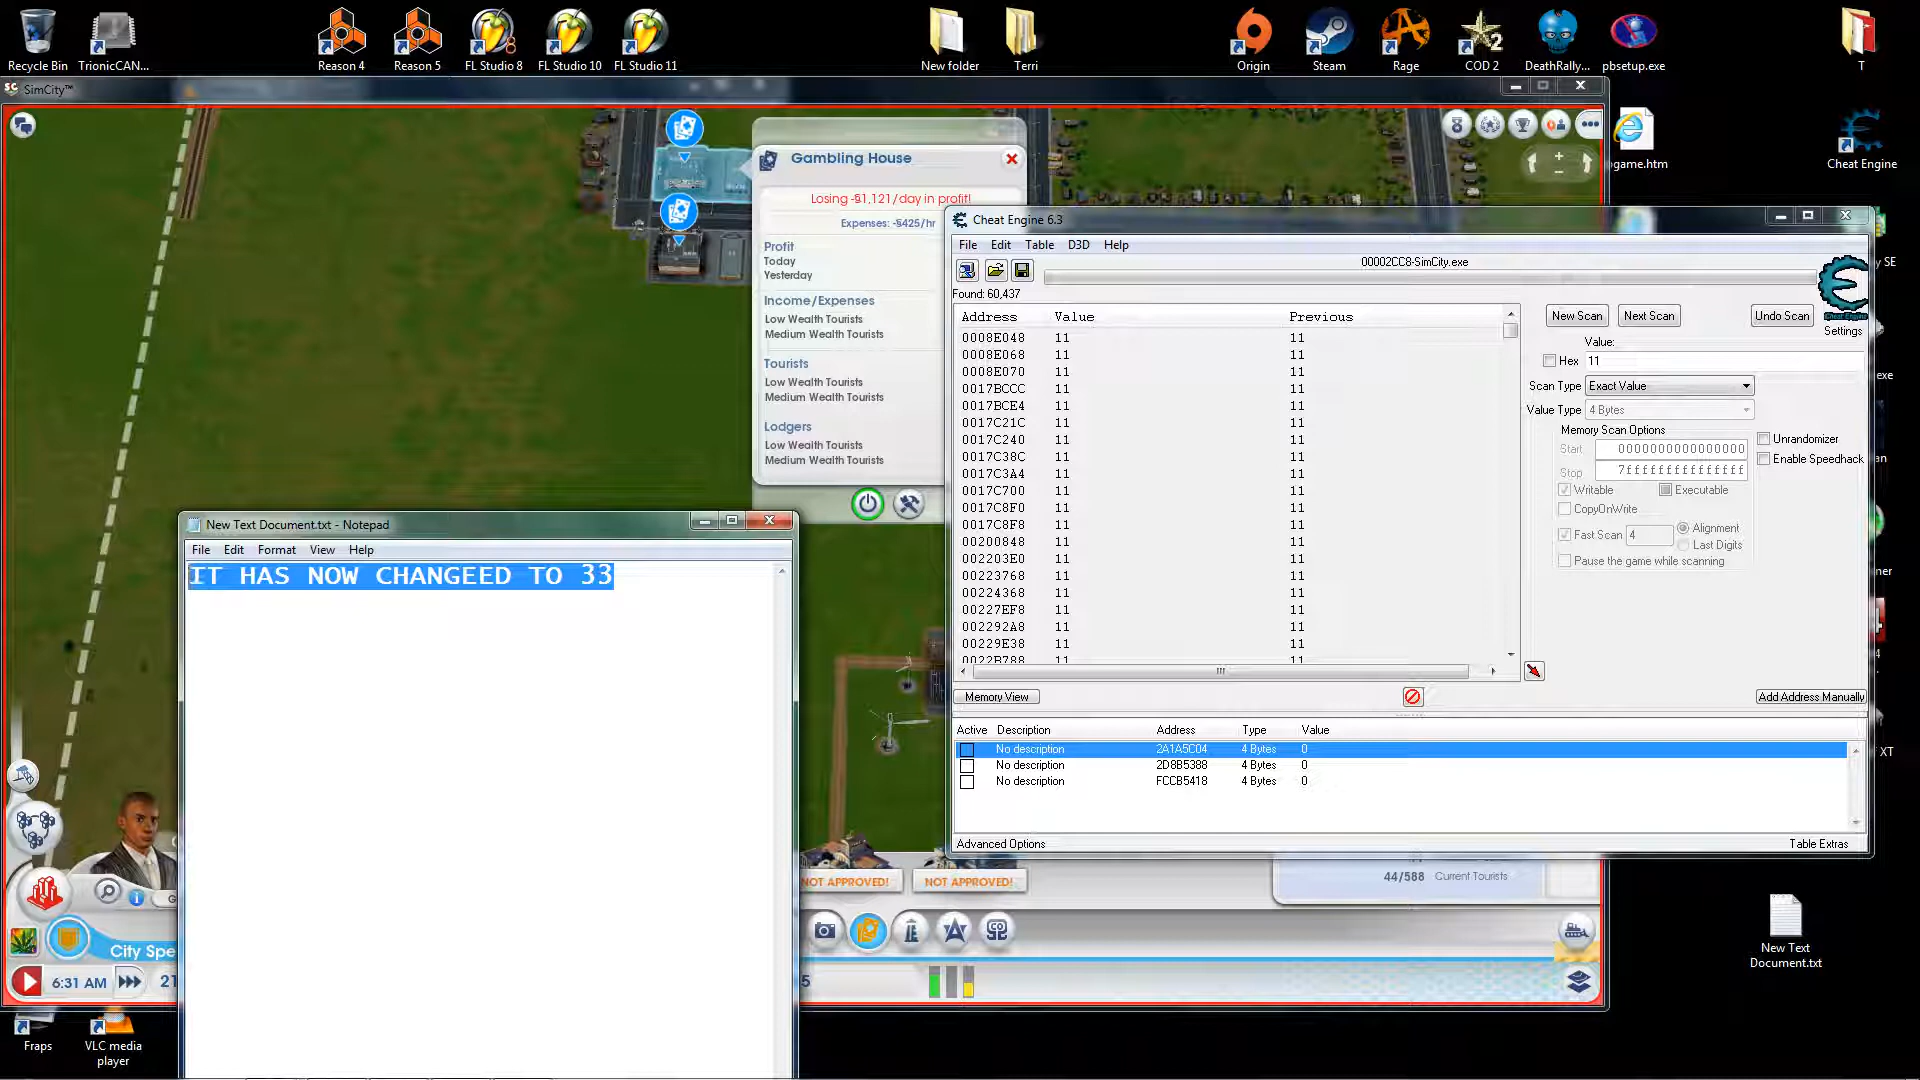 Recycle Bin
TrionicCAN...
Reason 4
Reason 5
FL Studio 8
FL Studio 10
FL Studio 11
New folder
Terri
Origin
Steam
Rage
COD 2
DeathRally...
pbsetup.exe
T
SimCity™
Gambling House
Losing -§1,121/day in profit!
Expenses: -§425/hr
Profit
Today
Yesterday
Income/Expenses
Low Wealth Tourists
Medium Wealth Tourists
Tourists
Low Wealth Tourists
Medium Wealth Tourists
Lodgers
Low Wealth Tourists
Medium Wealth Tourists
game.htm
Cheat Engine
Cheat Engine 6.3
File Edit Table D3D Help
00002CC8-SimCity.exe
Found: 60,437
Address Value Previous
0008E048 11 11
0008E068 11 11
0008E070 11 11
0017BCCC 11 11
0017BCE4 11 11
0017C21C 11 11
0017C240 11 11
0017C38C 11 11
0017C3A4 11 11
0017C700 11 11
0017C8F0 11 11
0017C8F8 11 11
00200848 11 11
002203E0 11 11
00223768 11 11
00224368 11 11
00227EF8 11 11
002292A8 11 11
00229E38 11 11
0022B788 11 11
New Scan Next Scan Undo Scan
Settings
Value:
Hex 11
Scan Type Exact Value
Value Type 4 Bytes
Memory Scan Options
Start 0000000000000000
Stop 7fffffffffffffff
Writable Executable
CopyOnWrite
Fast Scan 4 Alignment
Last Digits
Pause the game while scanning
Unrandomizer
Enable Speedhack
Memory View
Add Address Manually
Active Description Address Type Value
No description 2A1A5C04 4 Bytes 0
No description 2D8B5388 4 Bytes 0
No description FCCB5418 4 Bytes 0
Advanced Options
Table Extras
New Text Document.txt - Notepad
File Edit Format View Help
IT HAS NOW CHANGEED TO 33
NOT APPROVED!
NOT APPROVED!
44/588 Current Tourists
City Spe
6:31 AM
21
5
New Text
Document.txt
Fraps
VLC media
player
SE
exe
XT